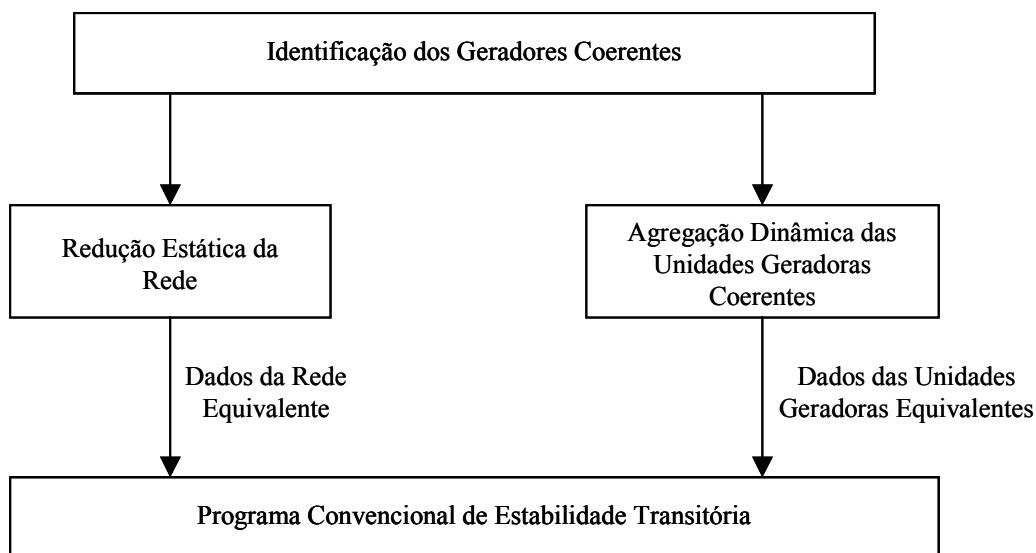 Identificação dos Geradores Coerentes
Redução Estática da
Rede
Agregação Dinâmica das
Unidades Geradoras
Coerentes
Dados da Rede
Equivalente
Dados das Unidades
Geradoras Equivalentes
Programa Convencional de Estabilidade Transitória